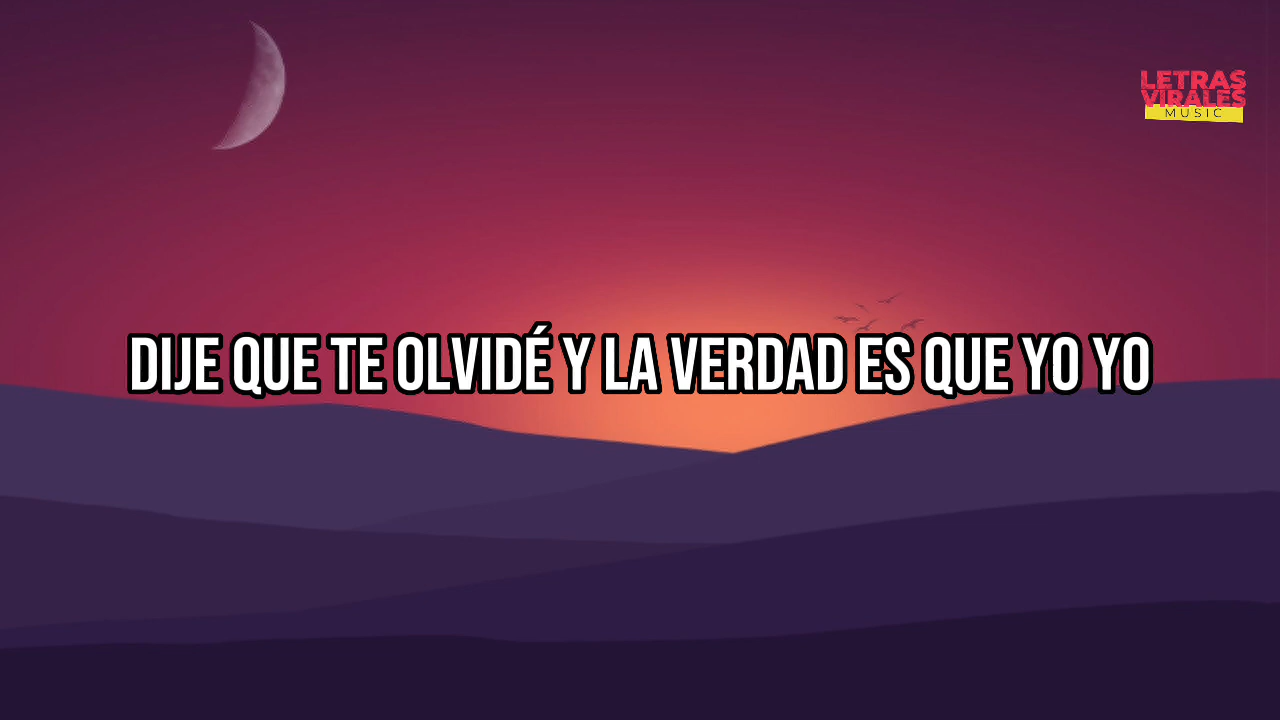 LETRAS
VIRALES
MUSIC
DIJE QUE TE OLVIDÉ Y LA VERDAD ES QUE YO YO